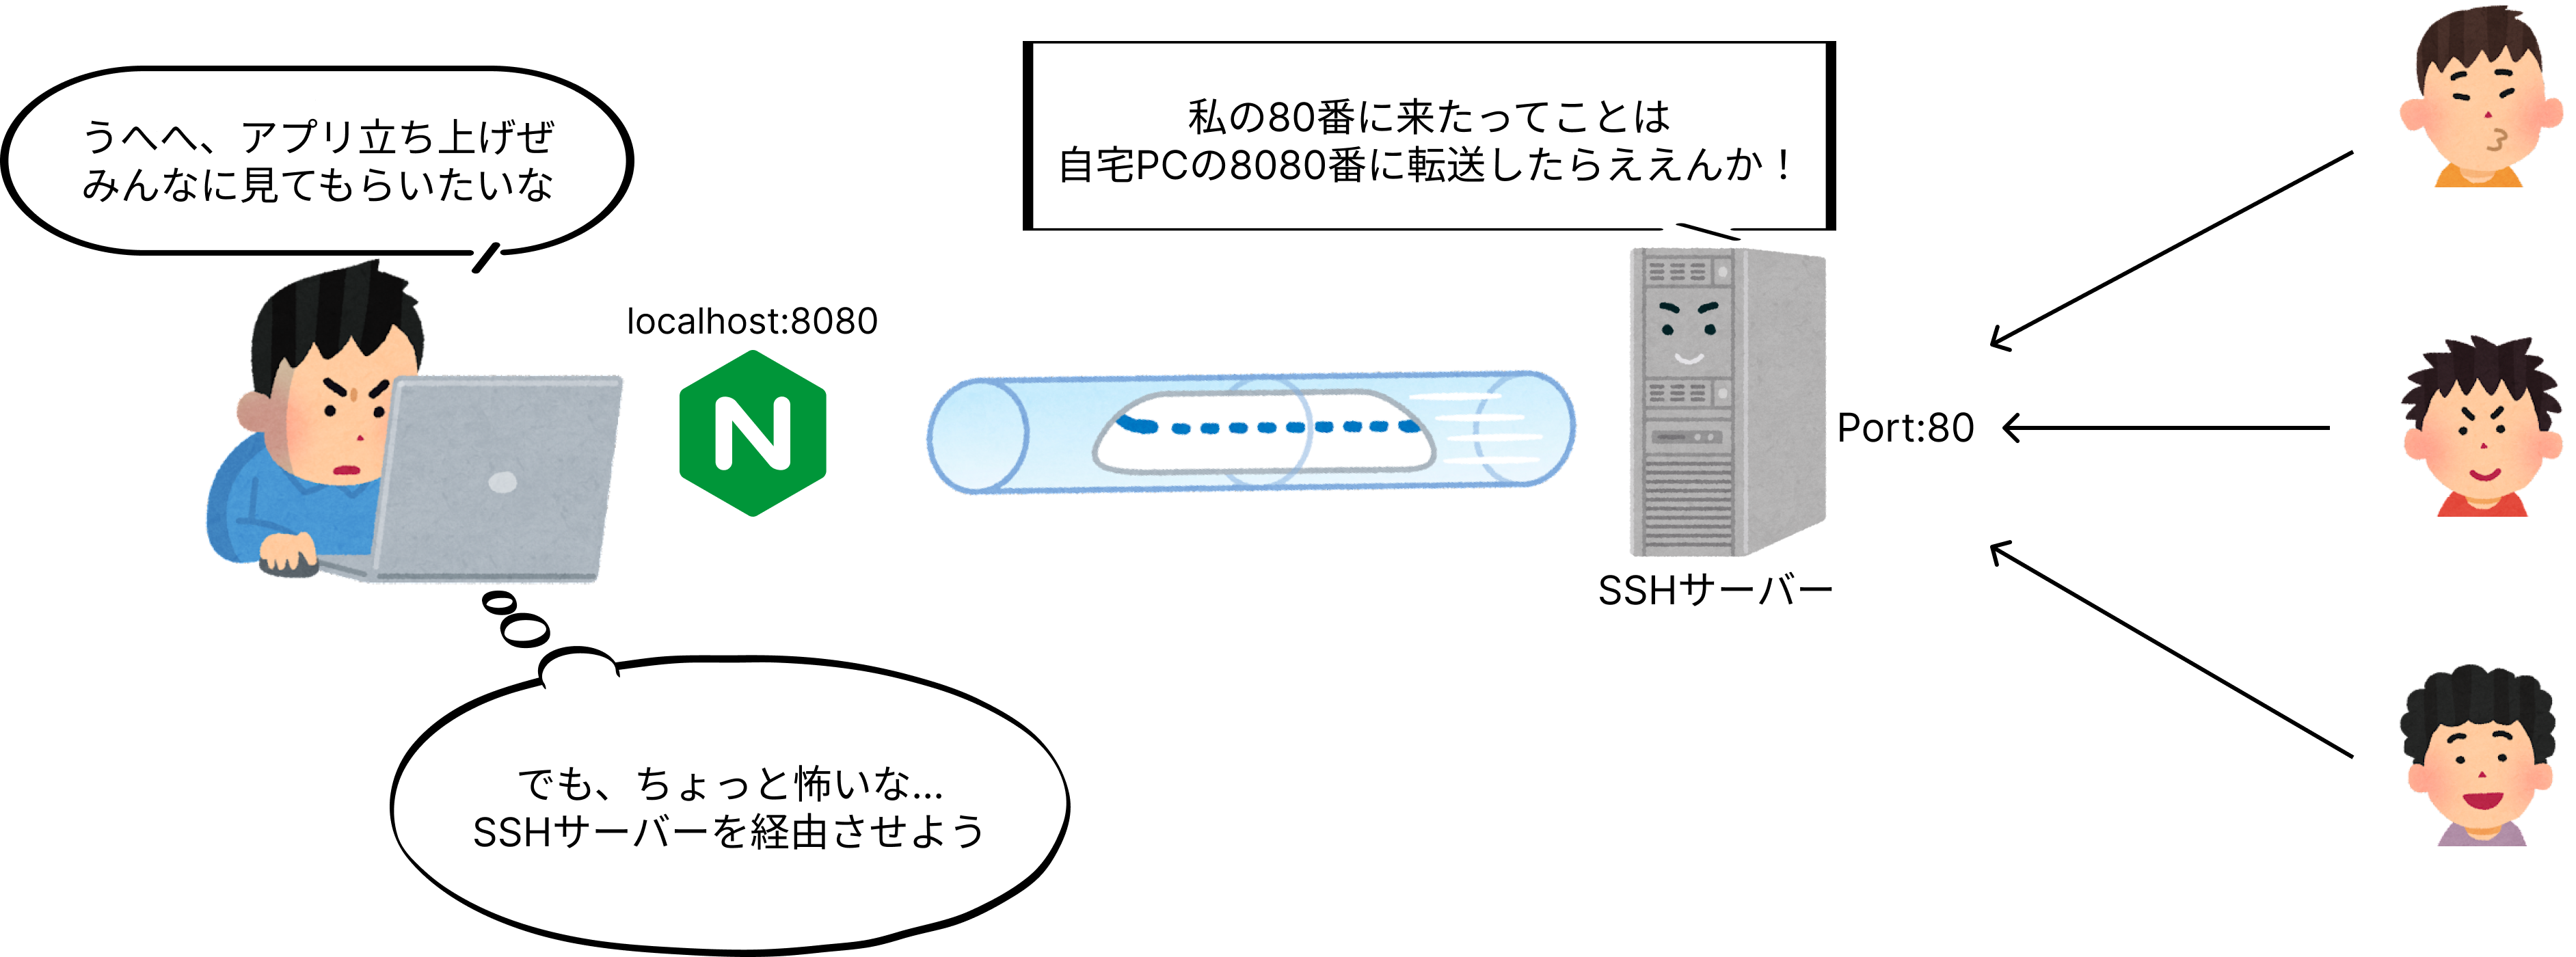 うへへ、アプリ立ち上げぜ
みんなに見てもらいたいな
私の80番に来たってことは
自宅PCの8080番に転送したらええんか！
localhost:8080
N
Port:80
SSHサーバー
でも、ちょっと怖いな...
SSHサーバーを経由させよう